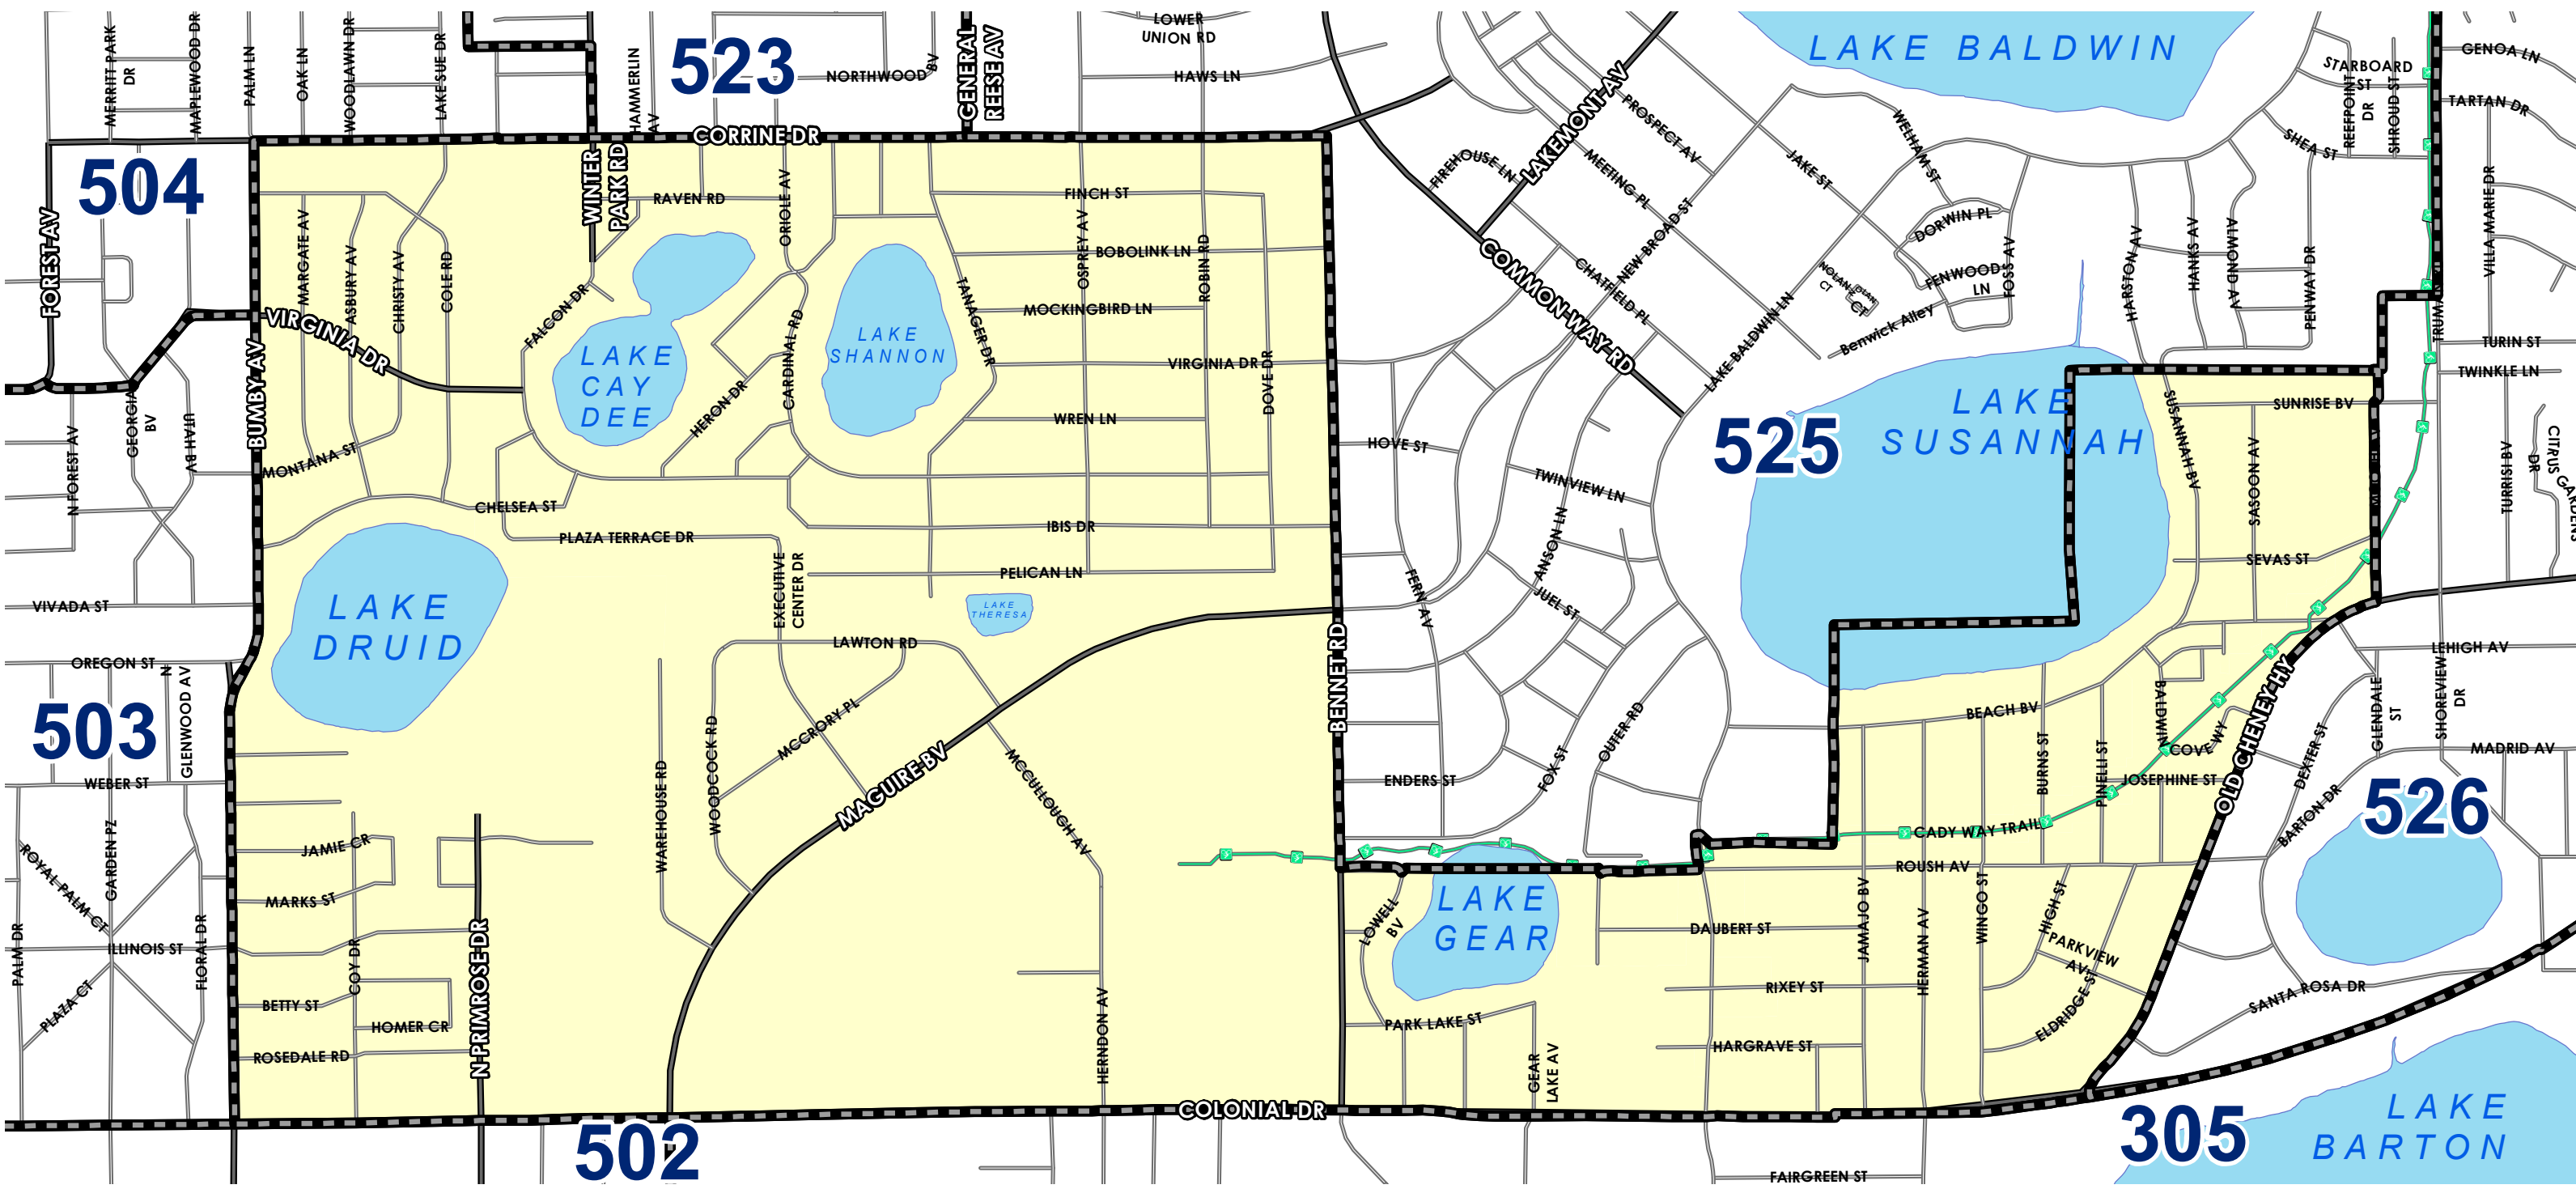 MERRITT PARK
DR
MAPLEWOOD DR
PALM LN
OAK LN
WOODLAWN DR
LAKE SUE DR
HAMMERLIN
AV
523
NORTHWOOD
BV
GENERAL
REESE AV
LOWER
UNION RD
HAWS LN
LAKE BALDWIN
STARBOARD
ST
REEFPOINT
DR
SHROUD ST
GENOA LN
TARTAN DR
SHEA ST
CORRINE DR
504
FOREST AV
WINTER
PARK RD
RAVEN RD
ORIOLE AV
FINCH ST
OSPREY AV
BOBOLINK LN
ROBIN RD
MOCKINGBIRD LN
TANAGER DR
VIRGINIA DR
DOVE DR
WREN LN
MARGATE AV
ASBURY AV
CHRISTY AV
COLE RD
FALCON DR
LAKE
CAY
DEE
HERON DR
CARDINAL RD
LAKE
SHANNON
VIRGINIA DR
BUMBY AV
GEORGIA
BV
UTAH BV
N FOREST AV
MONTANA ST
CHELSEA ST
PLAZA TERRACE DR
IBIS DR
PELICAN LN
EXECUTIVE
CENTER DR
LAKE
THERESA
LAKE
DRUID
VIVADA ST
OREGON ST
N
GLENWOOD AV
503
WEBER ST
LAWTON RD
MCCRORY PL
WOODCOCK RD
WAREHOUSE RD
MAGUIRE BV
MCCULLOUGH AV
HERNDON AV
BENNET RD
JAMIE CR
MARKS ST
GARDEN PZ
ROYAL PALM CT
PALM DR
ILLINOIS ST
FLORAL DR
PLAZA CT
COY DR
BETTY ST
HOMER CR
ROSEDALE RD
N PRIMROSE DR
COLONIAL DR
502
LAKEMONT AV
PROSPECT AV
FIREHOUSE LN
MEETING PL
JAKE ST
WELHAM ST
NEW BROAD ST
CHATFIELD PL
COMMON WAY RD
LAKE BALDWIN LN
DORWIN PL
FENWOOD
LN
FOSS AV
NOLAN
CT
CT
Benwick Alley
HARSTON AV
HANKS AV
ALMOND AV
PENWAY DR
VILLA MARIE DR
TURIN ST
TWINKLE LN
HOVE ST
525
LAKE
SUSANNAH
SUSANNAH BV
SUNRISE BV
SASOON AV
SEVAS ST
TURRISI BV
CITRUS GARDENS
DR
TWINVIEW LN
ANSON LN
JUEL ST
FERN AV
ENDERS ST
FOX ST
OUTER RD
BEACH BV
BURNS ST
PINELLI ST
BALDWIN
COVE WY
JOSEPHINE ST
OLD CHENEY HY
LEHIGH AV
GLENDALE
ST
SHOREVIEW
DR
MADRID AV
DEXTER ST
BARTON DR
526
CADY WAY TRAIL
ROUSH AV
LAKE
GEAR
LOWELL
BV
DAUBERT ST
JAMAJO BV
HERMAN AV
WINGO ST
HIGH ST
PARKVIEW
AV
RIXEY ST
ELDRIDGE ST
SANTA ROSA DR
PARK LAKE ST
GEAR
LAKE AV
HARGRAVE ST
FAIRGREEN ST
305
LAKE
BARTON